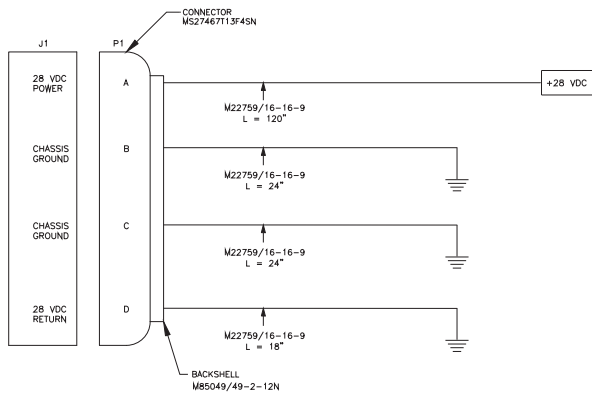 CONNECTOR
MS27467T13F4SN
J1
P1
28 VDC
POWER
A
+28 VDC
M22759/16-16-9
L = 120"
CHASSIS
GROUND
B
M22759/16-16-9
L = 24"
CHASSIS
GROUND
C
M22759/16-16-9
L = 24"
28 VDC
RETURN
D
M22759/16-16-9
L = 18"
BACKSHELL
M85049/49-2-12N